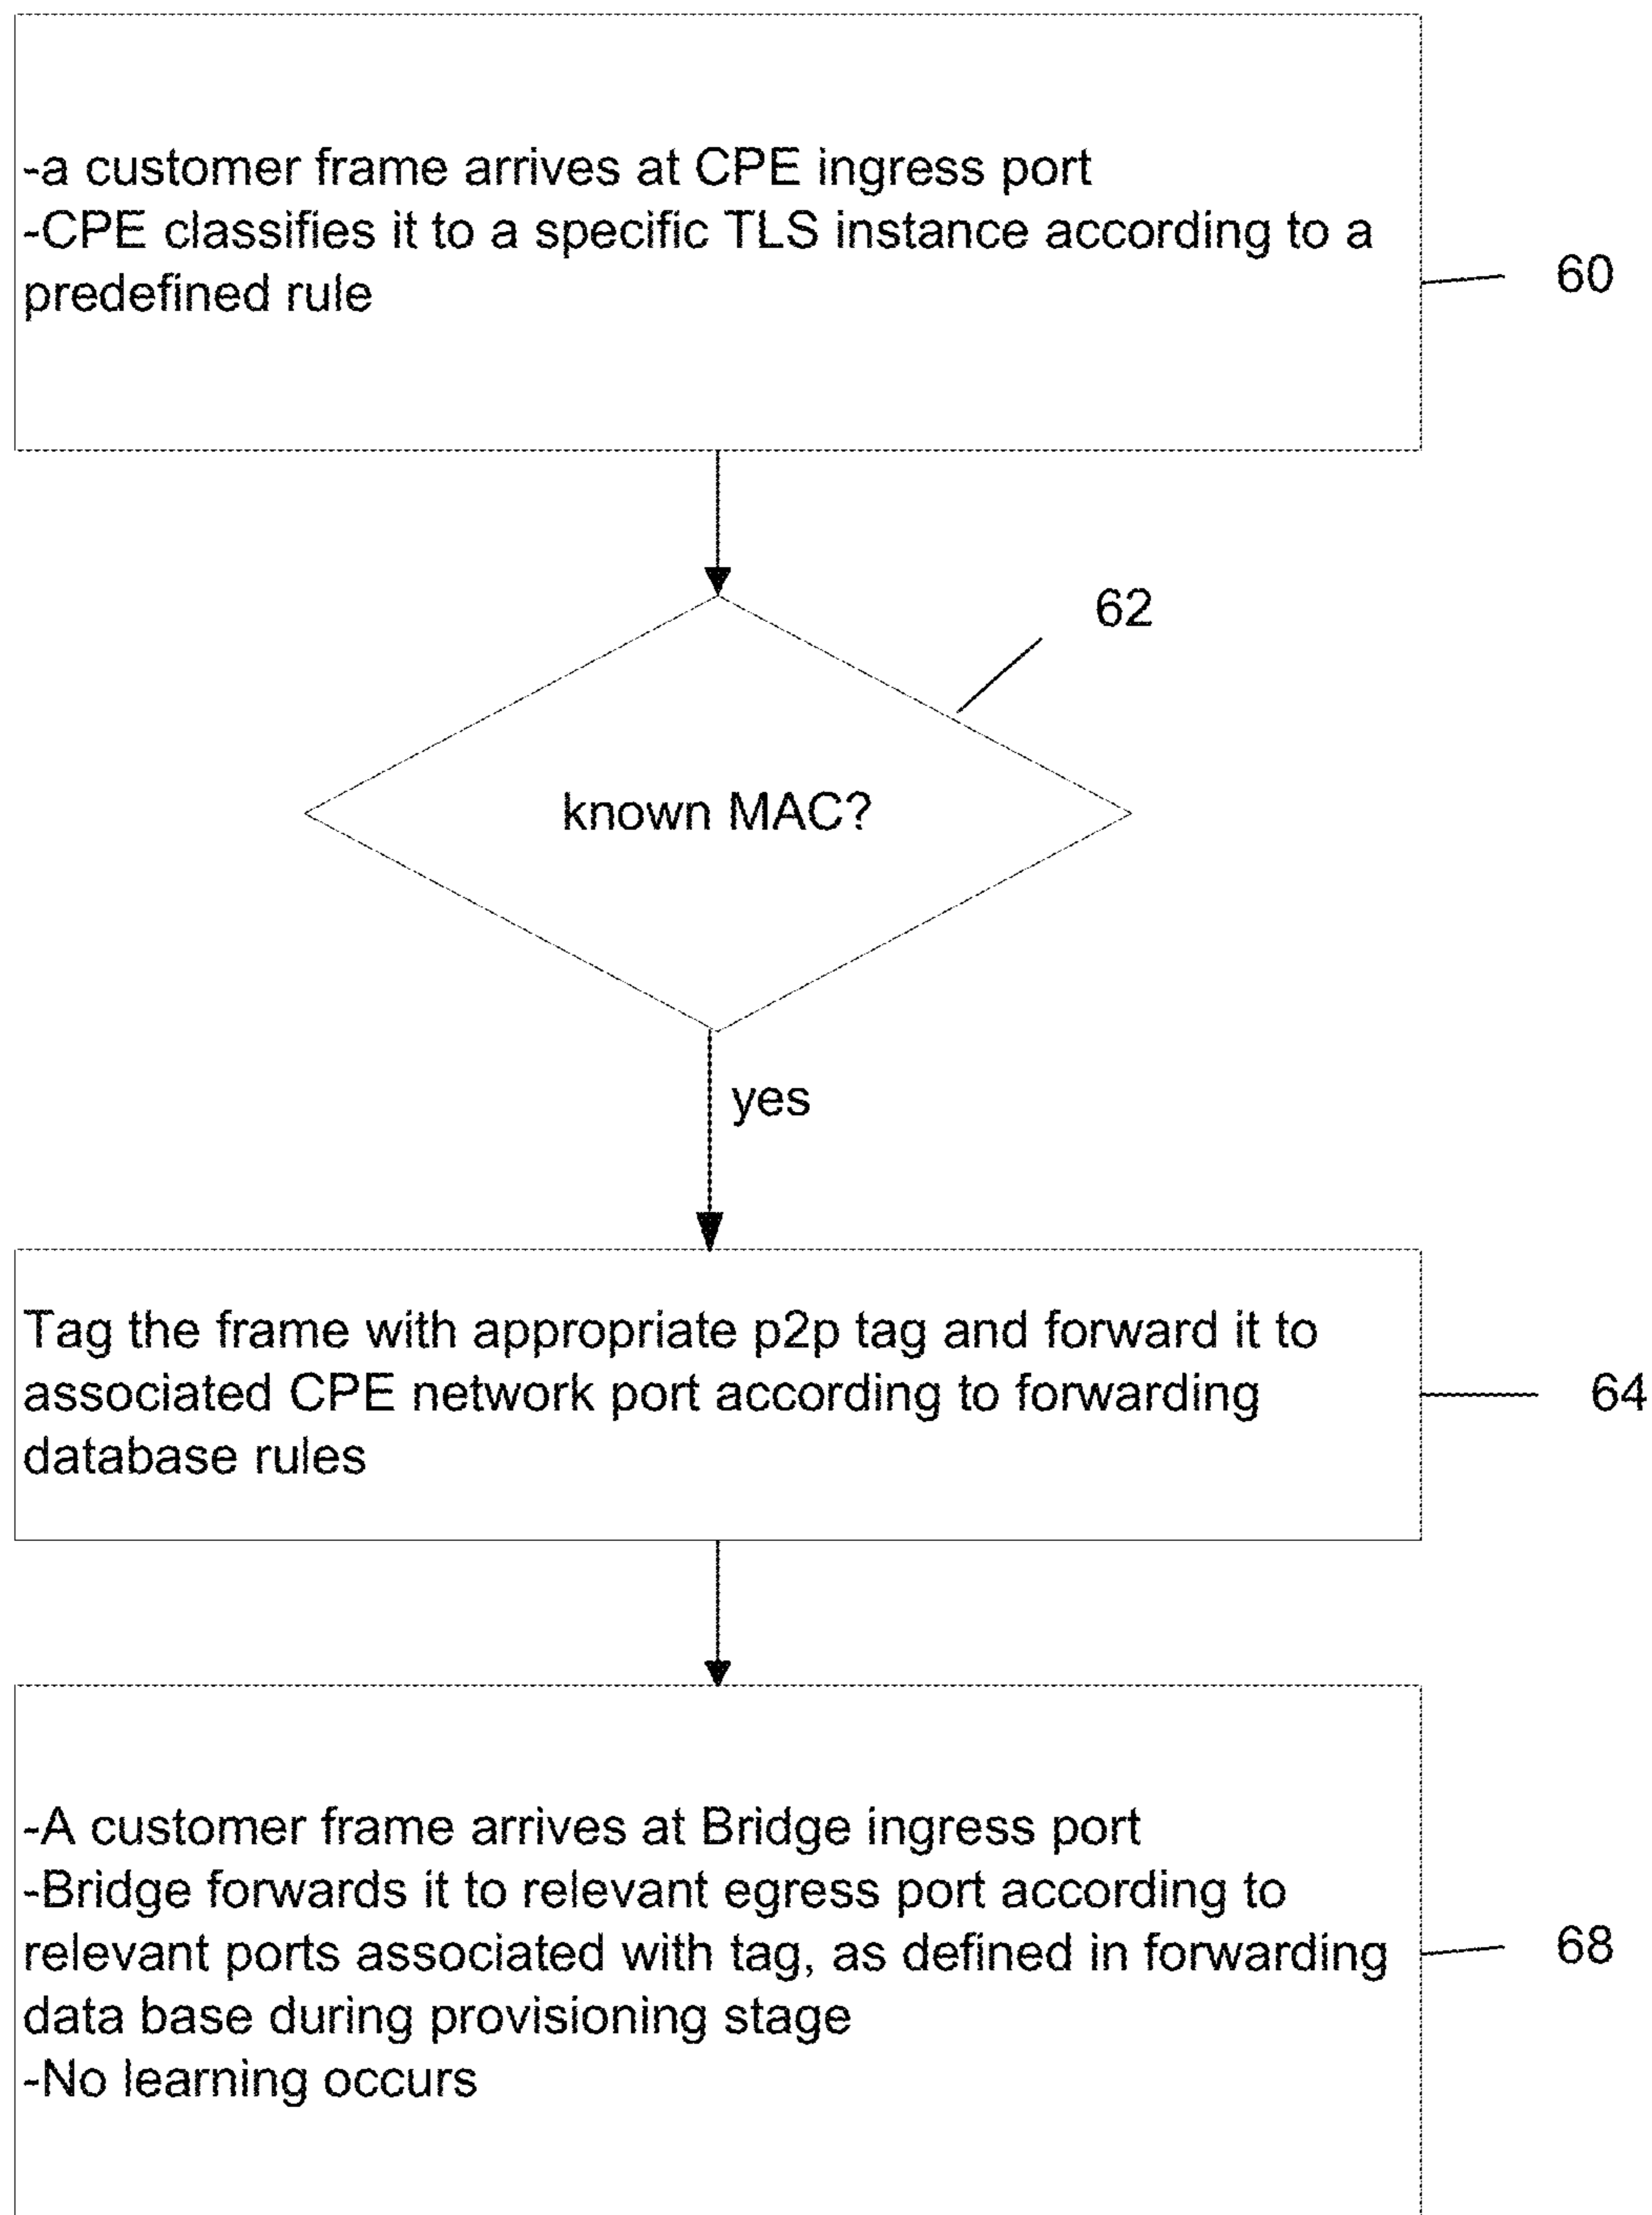 -a customer frame arrives at CPE ingress port
-CPE classifies it to a specific TLS instance according to a
predefined rule
60
62
known MAC?
yes
Tag the frame with appropriate p2p tag and forward it to
associated CPE network port according to forwarding
database rules
64
-A customer frame arrives at Bridge ingress port
-Bridge forwards it to relevant egress port according to
relevant ports associated with tag, as defined in forwarding
data base during provisioning stage
-No learning occurs
68